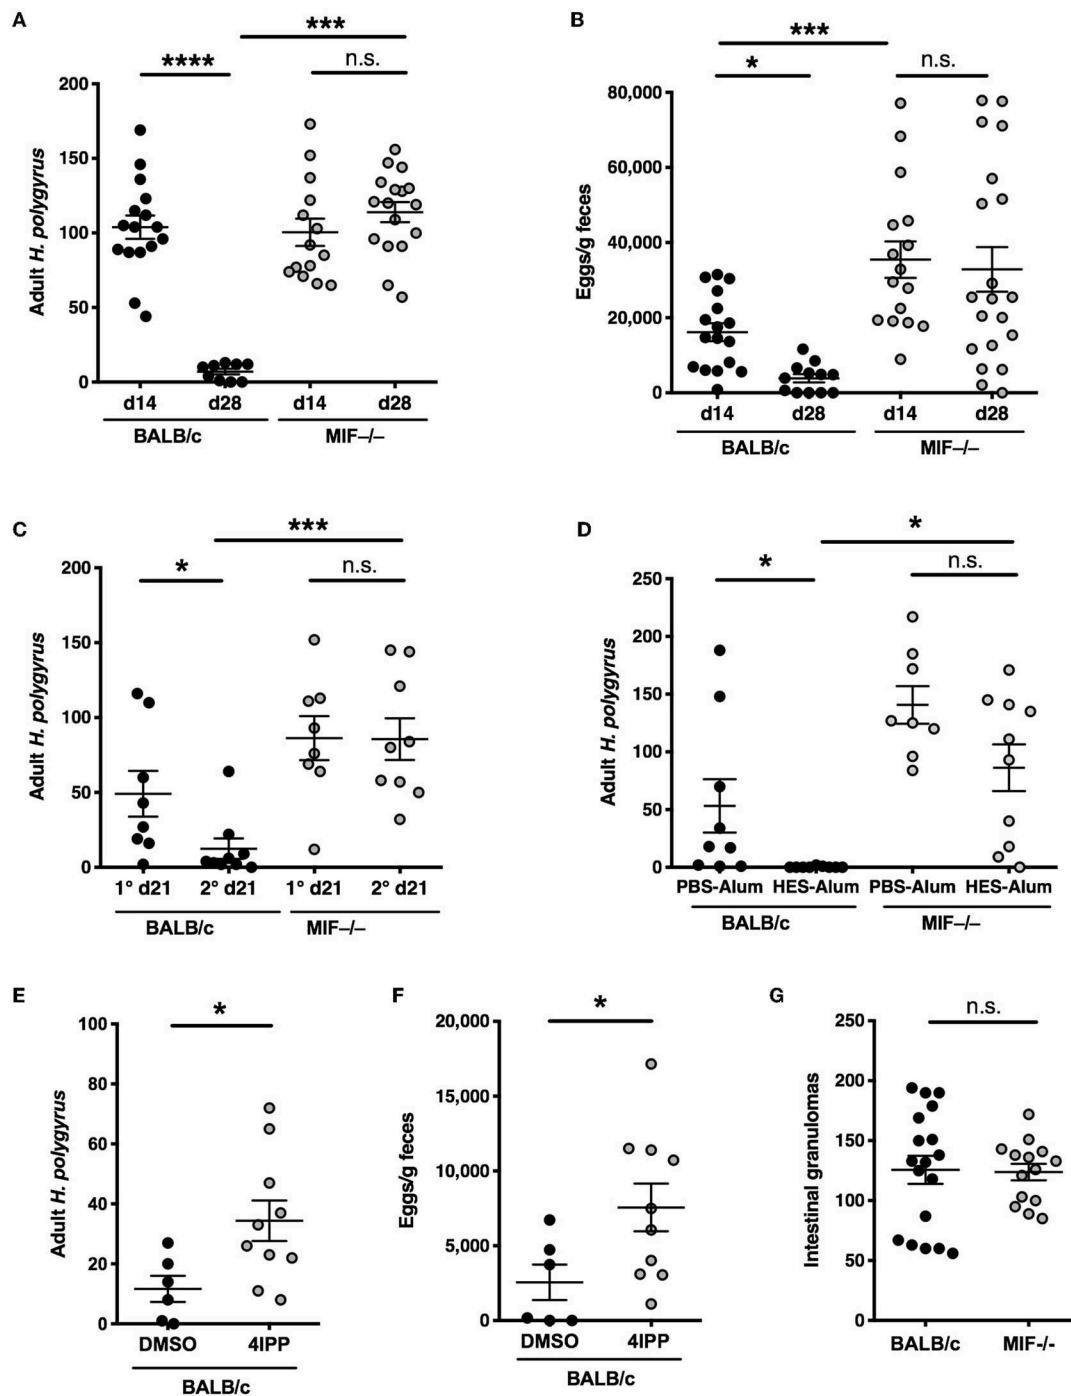 A
***
****
n.s.
Adult H. polygyrus
200
150
100
50
0
d14
d28
d14
d28
BALB/c
MIF–/–
B
***
*
n.s.
Eggs/g feces
80,000
60,000
40,000
20,000
0
d14
d28
d14
d28
BALB/c
MIF–/–
C
***
*
n.s.
Adult H. polygyrus
200
150
100
50
0
1° d21
2° d21
1° d21
2° d21
BALB/c
MIF–/–
D
*
*
n.s.
Adult H. polygyrus
250
200
150
100
50
0
PBS-Alum
HES-Alum
PBS-Alum
HES-Alum
BALB/c
MIF–/–
E
*
Adult H. polygyrus
100
80
60
40
20
0
DMSO
4IPP
BALB/c
F
*
Eggs/g feces
20,000
15,000
10,000
5,000
0
DMSO
4IPP
BALB/c
G
n.s.
Intestinal granulomas
250
200
150
100
50
0
BALB/c
MIF-/-